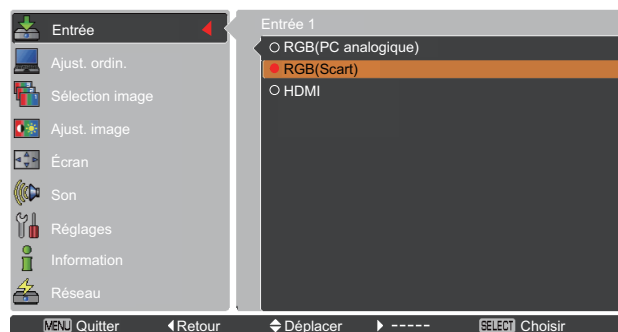 Entrée
Ajust. ordin.
Sélection image
Ajust. image
Écran
Son
Réglages
Information
Réseau
Entrée 1
RGB(PC analogique)
RGB(Scart)
HDMI
MENU Quitter Retour Déplacer ----- SELECT Choisir